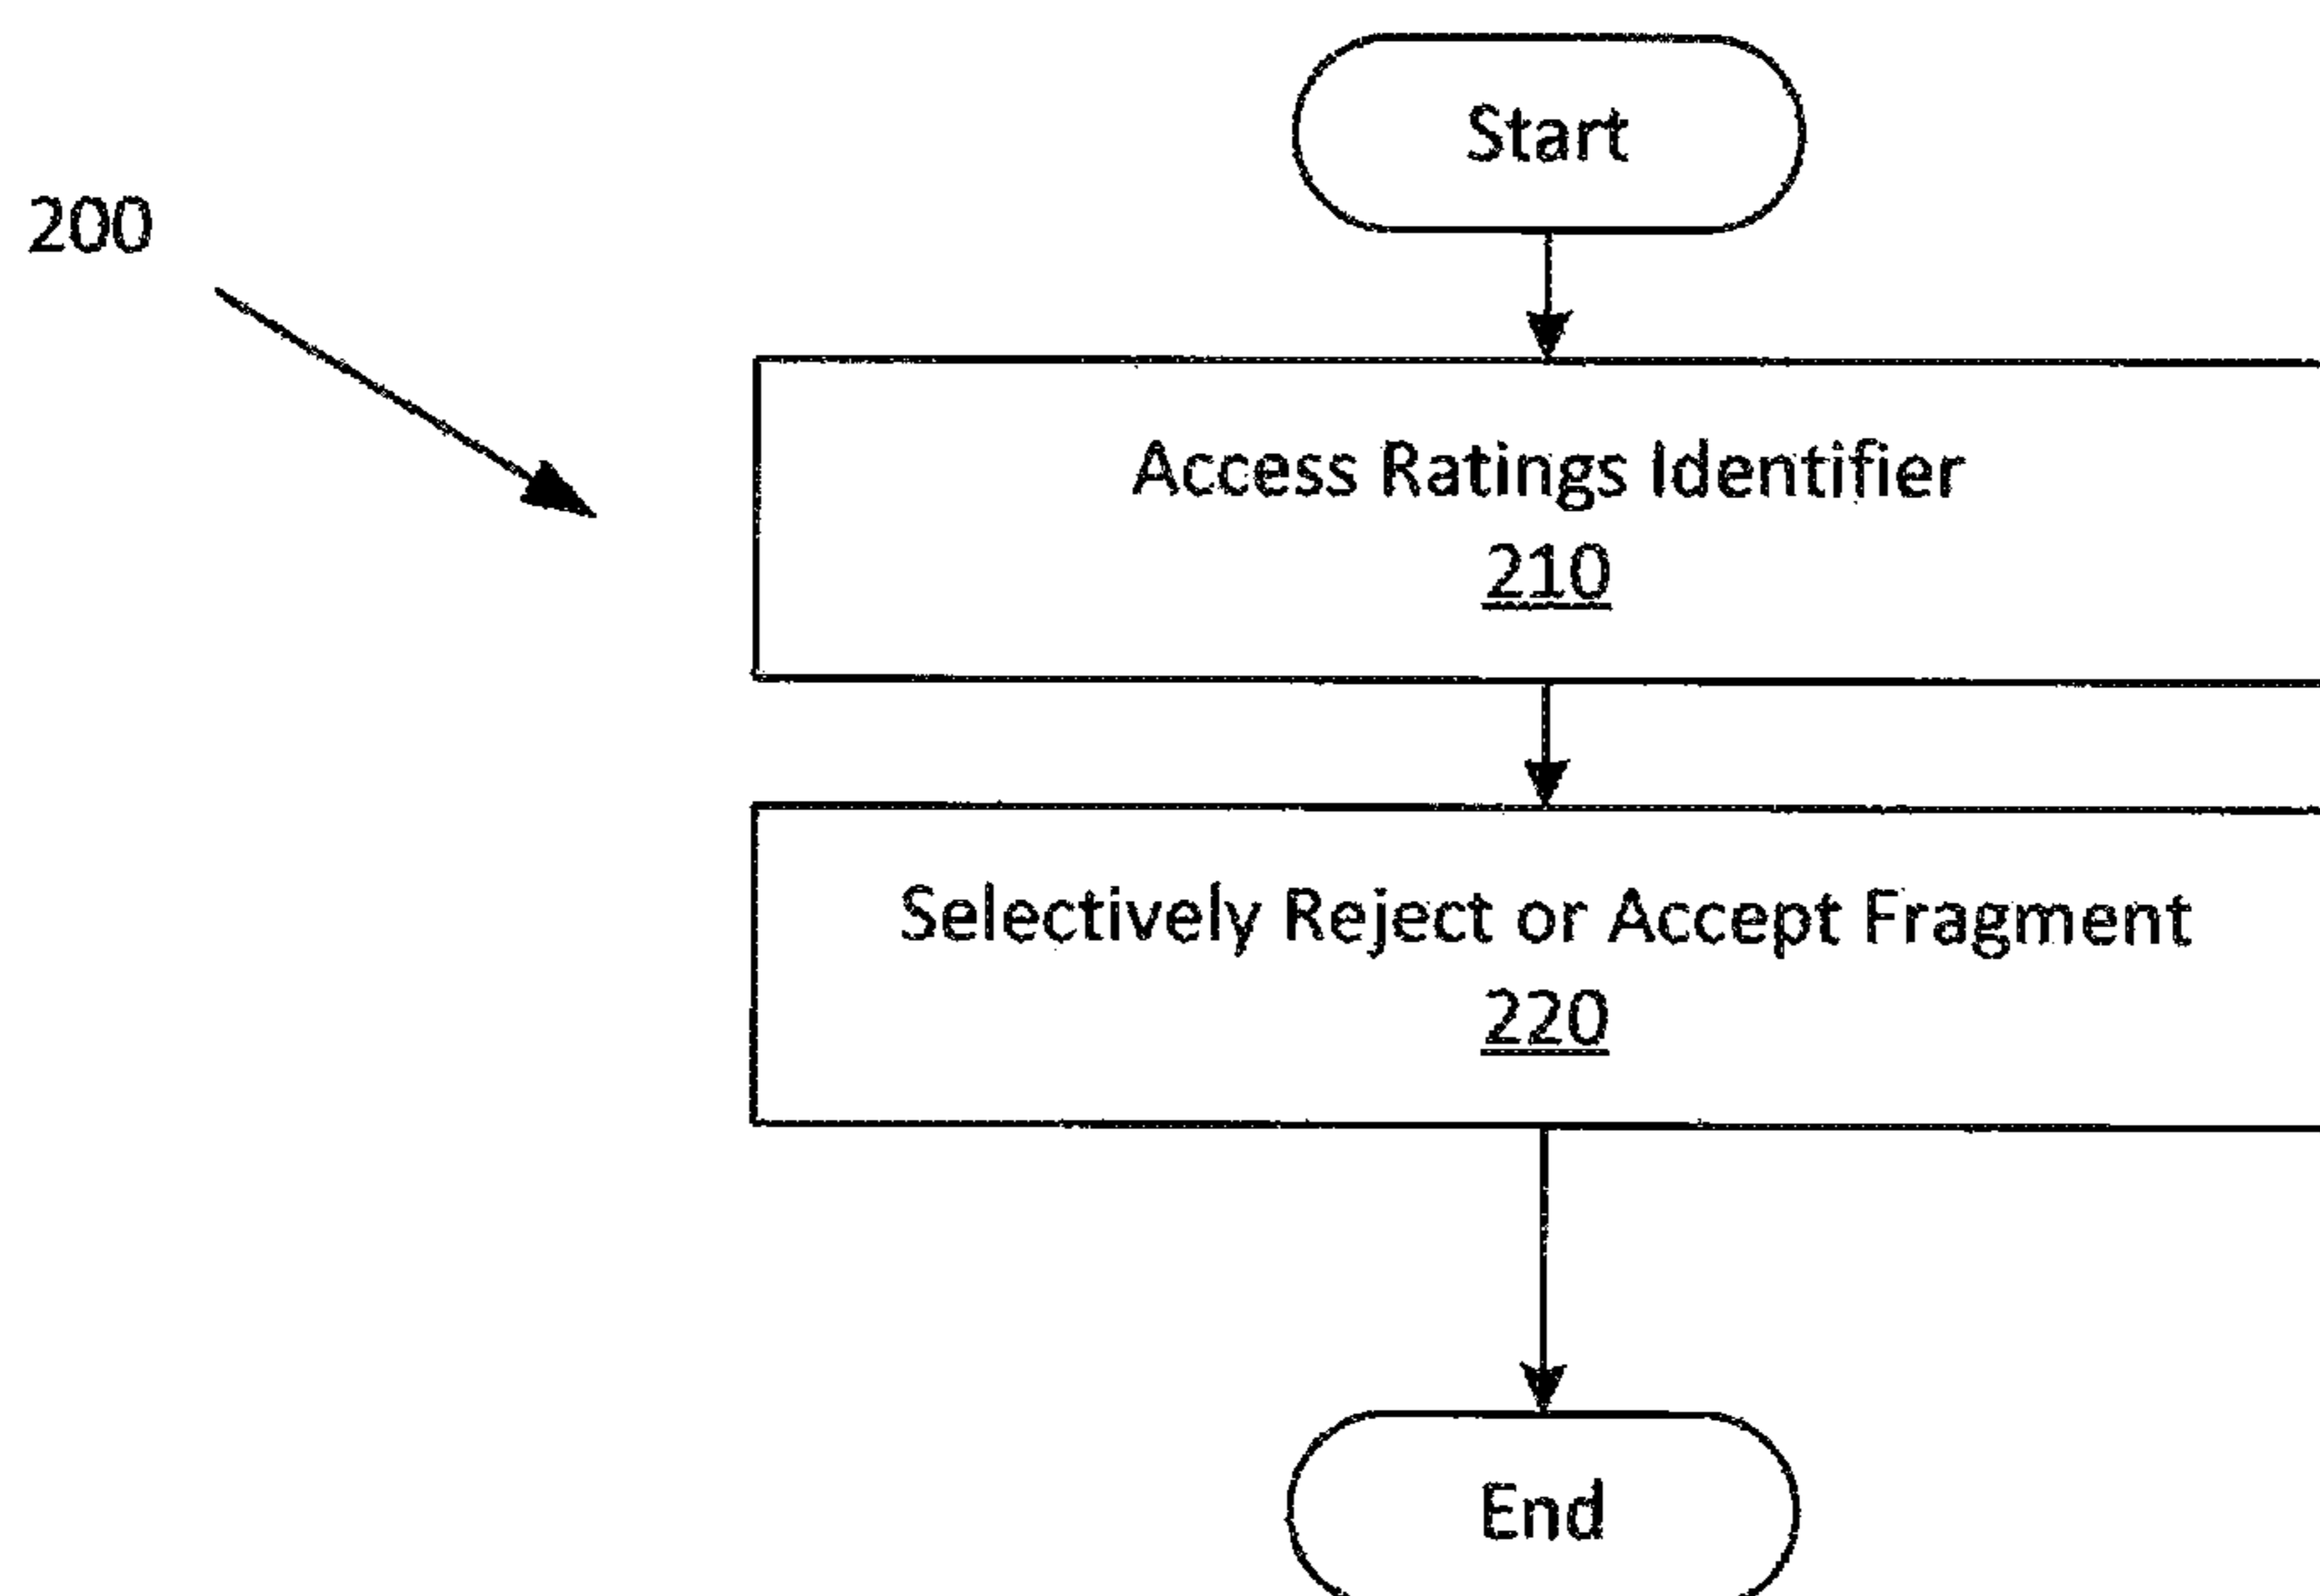 Start
200
Access Ratings Identifier
210
Selectively Reject or Accept Fragment
220
End